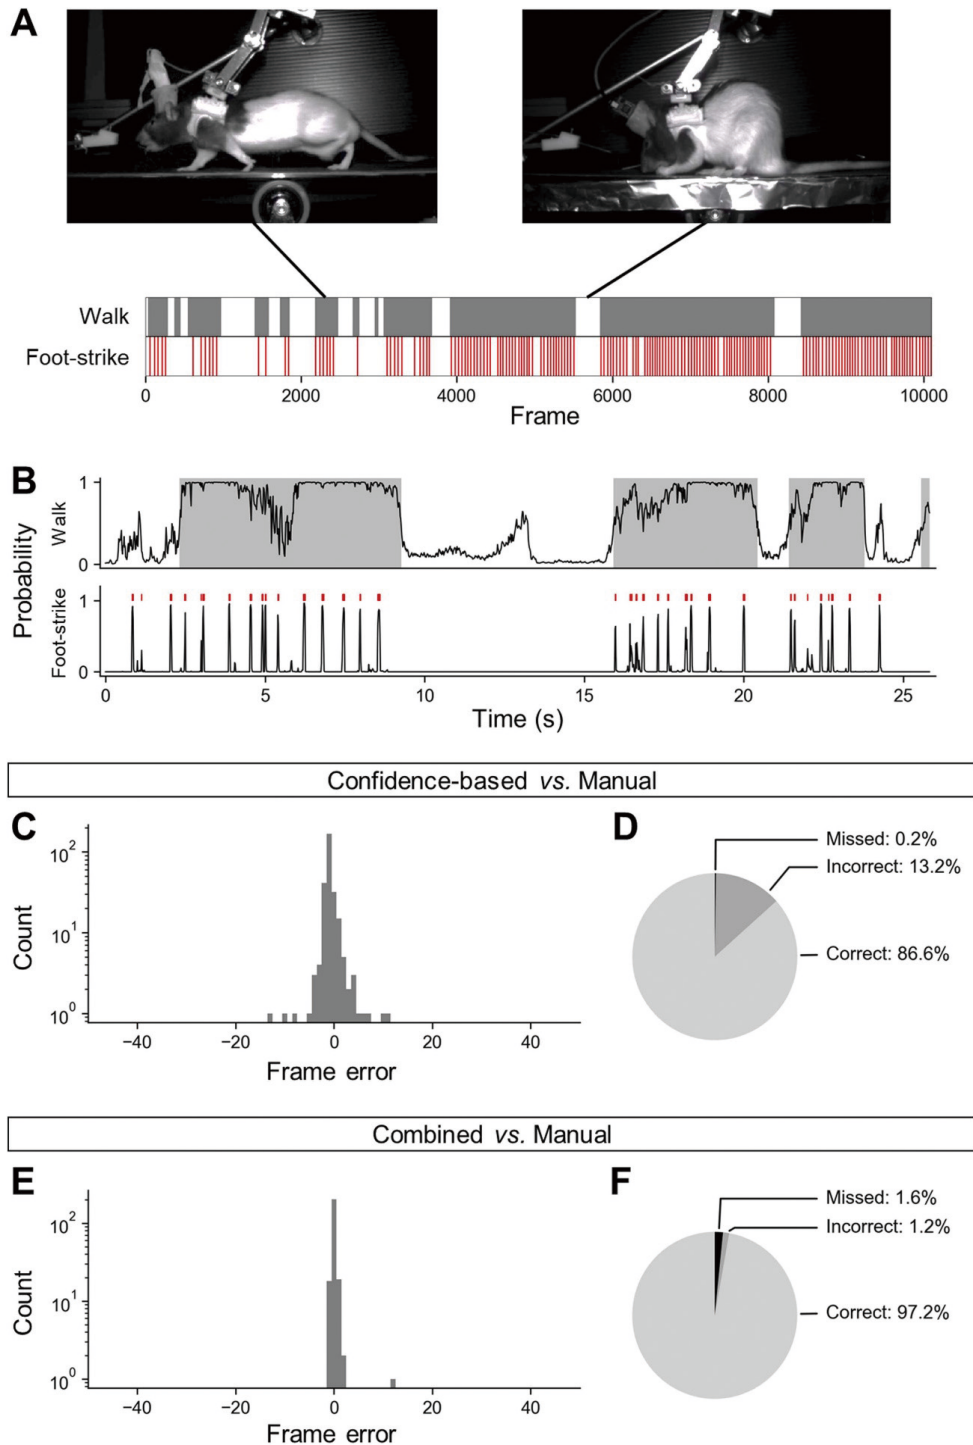 A
Walk
Foot-strike
0 2000 4000 6000 8000 10000
Frame
B
Probability
Walk
1
0
Foot-strike
1
0
0 5 10 15 20 25
Time (s)
Confidence-based vs. Manual
C
Count
10²
10¹
10⁰
−40 −20 0 20 40
Frame error
D
Missed: 0.2%
Incorrect: 13.2%
Correct: 86.6%
Combined vs. Manual
E
Count
10²
10¹
10⁰
−40 −20 0 20 40
Frame error
F
Missed: 1.6%
Incorrect: 1.2%
Correct: 97.2%